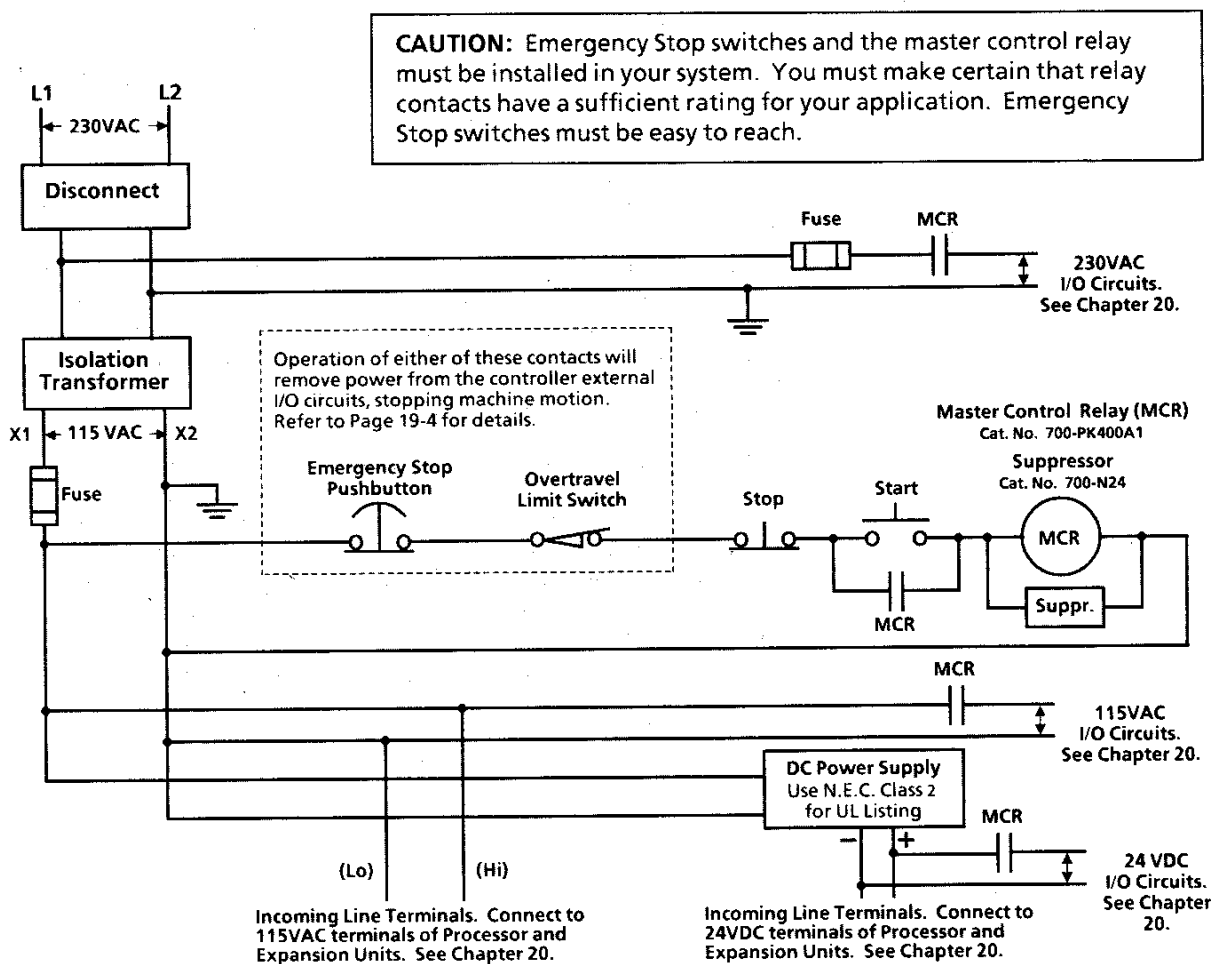 CAUTION: Emergency Stop switches and the master control relay
must be installed in your system. You must make certain that relay
contacts have a sufficient rating for your application. Emergency
Stop switches must be easy to reach.
L1
L2
230VAC
Disconnect
Fuse
MCR
230VAC
I/O Circuits.
See Chapter 20.
Isolation
Transformer
Operation of either of these contacts will
remove power from the controller external
I/O circuits, stopping machine motion.
Refer to Page 19-4 for details.
X1
115 VAC
X2
Fuse
Emergency Stop
Pushbutton
Overtravel
Limit Switch
Stop
Start
Master Control Relay (MCR)
Cat. No. 700-PK400A1
Suppressor
Cat. No. 700-N24
MCR
Suppr.
MCR
MCR
115VAC
I/O Circuits.
See Chapter 20.
DC Power Supply
Use N.E.C. Class 2
for UL Listing
–
+
MCR
24 VDC
I/O Circuits.
See Chapter
20.
(Lo)
(Hi)
Incoming Line Terminals. Connect to
115VAC terminals of Processor and
Expansion Units. See Chapter 20.
Incoming Line Terminals. Connect to
24VDC terminals of Processor and
Expansion Units. See Chapter 20.